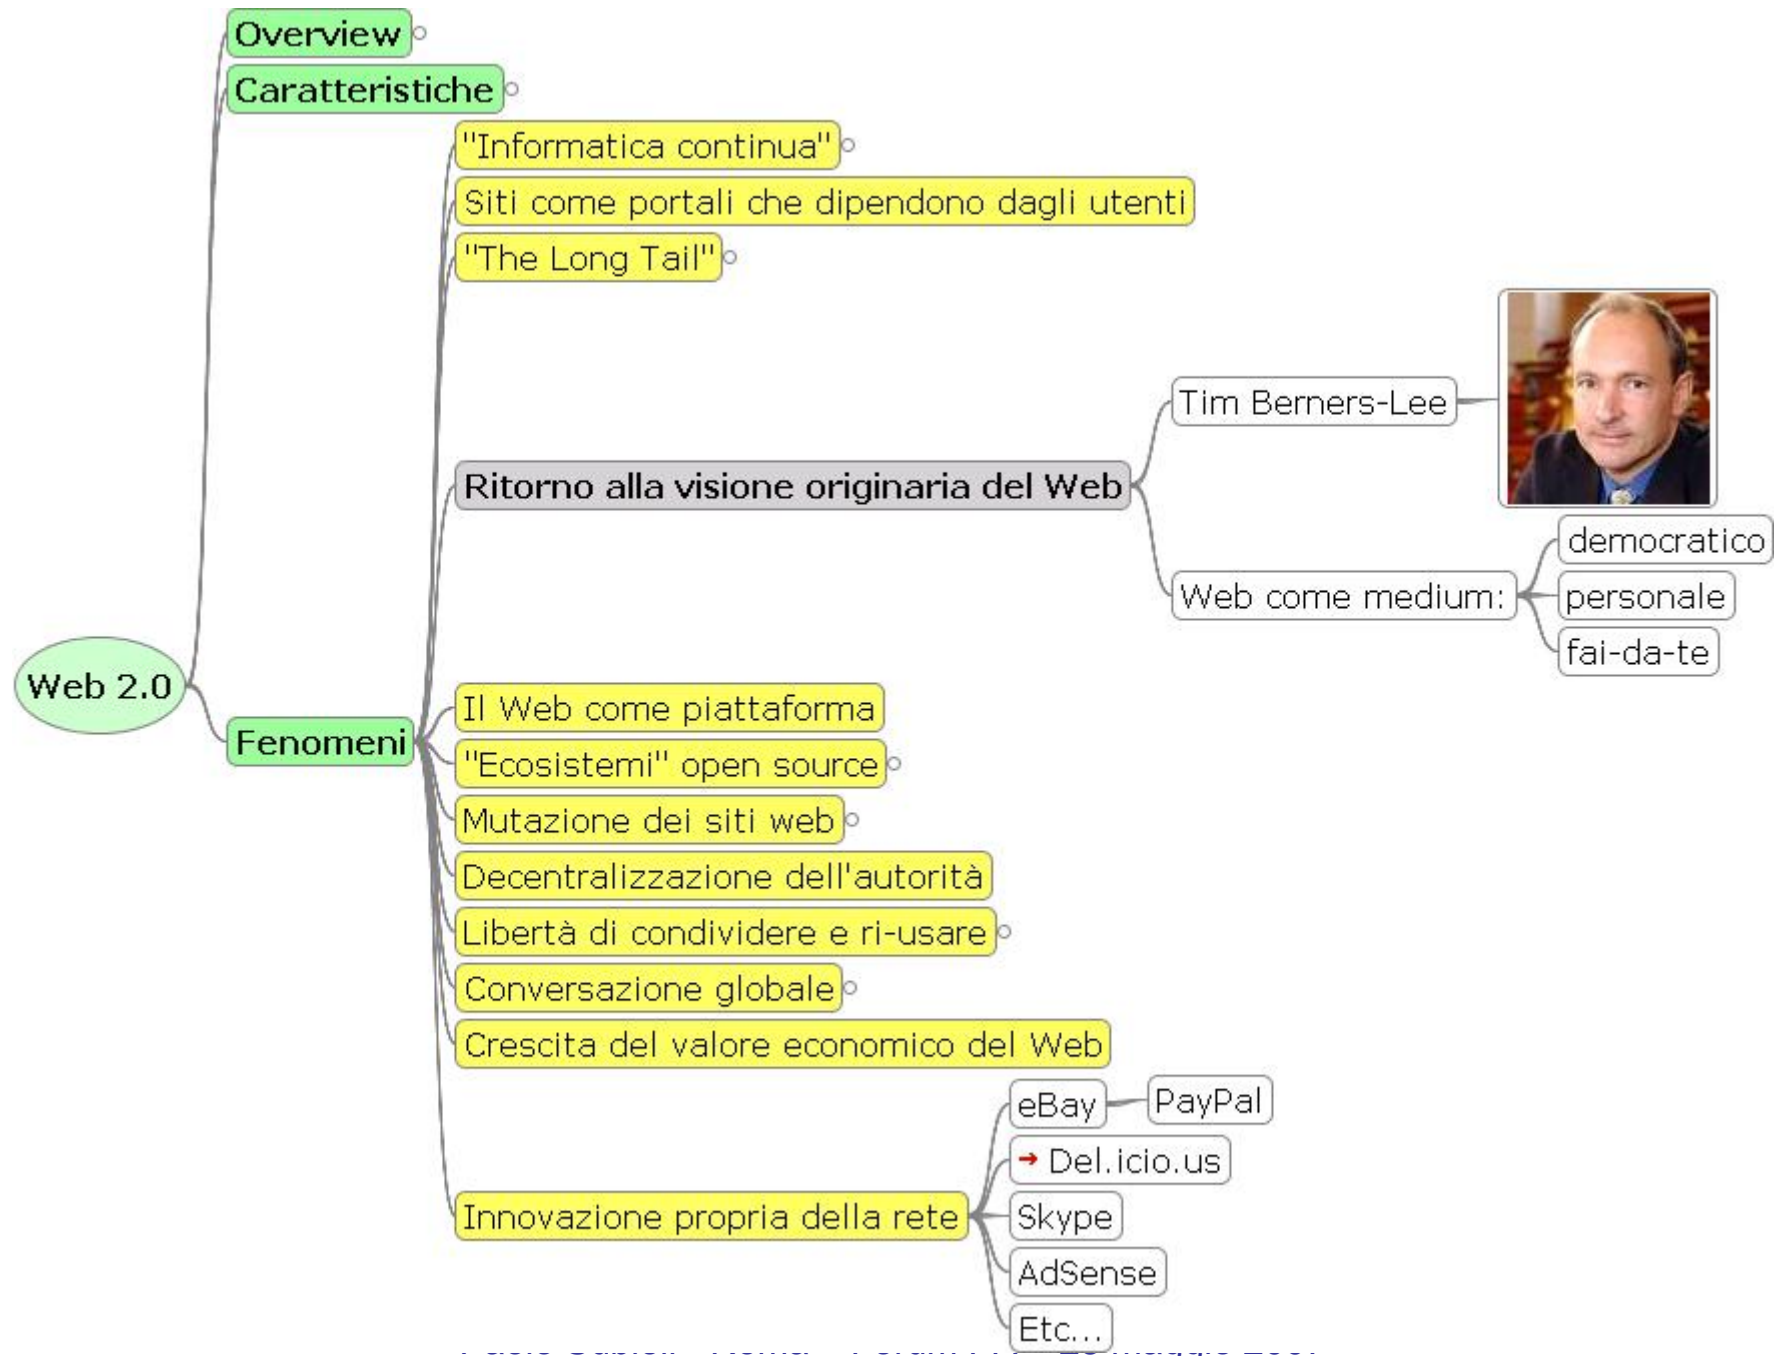 Overview
Caratteristiche
"Informatica continua"
Siti come portali che dipendono dagli utenti
"The Long Tail"
Tim Berners-Lee
Ritorno alla visione originaria del Web
democratico
Web come medium:
personale
fai-da-te
Web 2.0
Il Web come piattaforma
Fenomeni
"Ecosistemi" open source
Mutazione dei siti web
Decentralizzazione dell'autorità
Libertà di condividere e ri-usare
Conversazione globale
Crescita del valore economico del Web
eBay
PayPal
→ Del.icio.us
Innovazione propria della rete
Skype
AdSense
Etc...